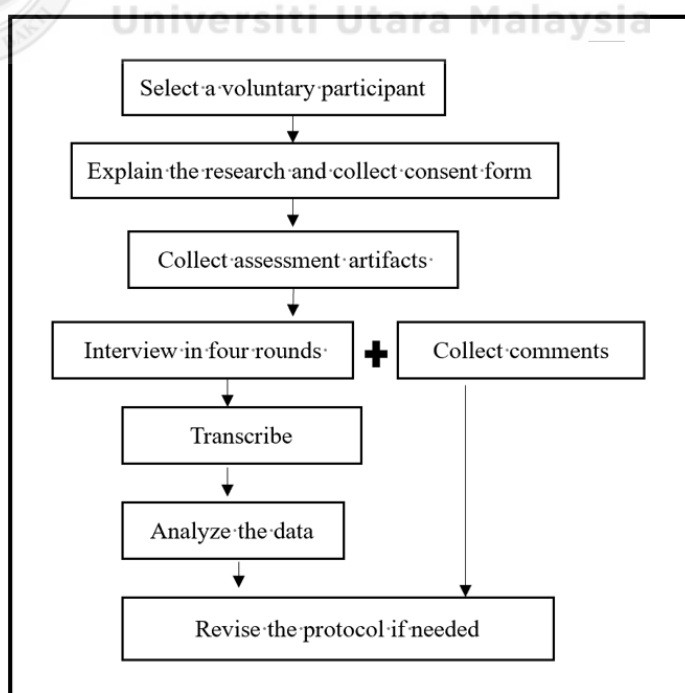 Universiti Utara Malaysia
Select a voluntary participant
Explain the research and collect consent form
Collect assessment artifacts
Interview in four rounds
+
Collect comments
Transcribe
Analyze the data
Revise the protocol if needed